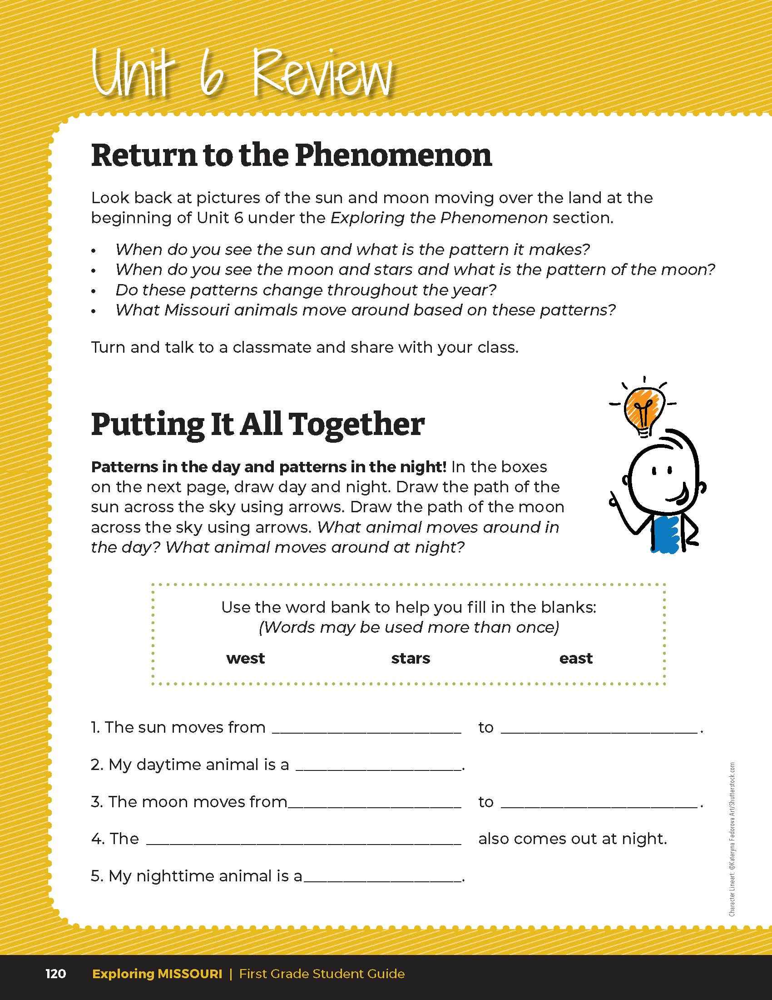 Unit 6 Review
Return to the Phenomenon
Look back at pictures of the sun and moon moving over the land at the
beginning of Unit 6 under the Exploring the Phenomenon section.
• When do you see the sun and what is the pattern it makes?
• When do you see the moon and stars and what is the pattern of the moon?
• Do these patterns change throughout the year?
• What Missouri animals move around based on these patterns?
Turn and talk to a classmate and share with your class.
Putting It All Together
Patterns in the day and patterns in the night! In the boxes
on the next page, draw day and night. Draw the path of the
sun across the sky using arrows. Draw the path of the moon
across the sky using arrows. What animal moves around in
the day? What animal moves around at night?
Use the word bank to help you fill in the blanks:
(Words may be used more than once)
west stars east
1. The sun moves from ________________________ to _________________________.
2. My daytime animal is a _____________________.
3. The moon moves from______________________ to _________________________.
4. The ________________________________________ also comes out at night.
5. My nighttime animal is a____________________.
Character Lineart: ©Kateryna Fedorova Art/Shutterstock.com
120 Exploring MISSOURI | First Grade Student Guide